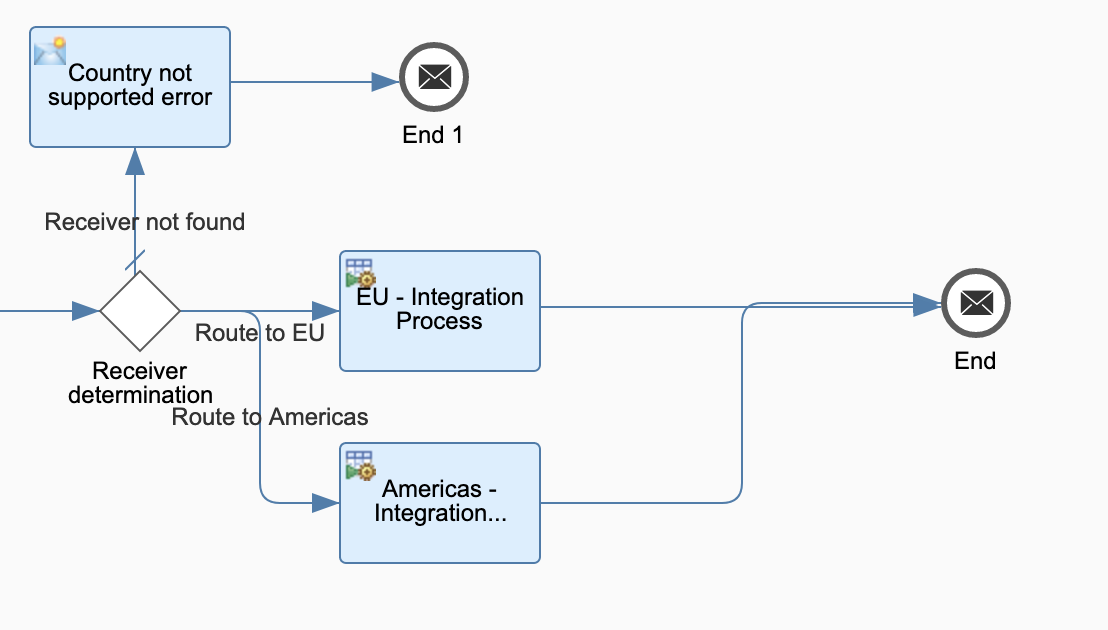 Country not
supported error
End 1
Receiver not found
EU - Integration
Process
Route to EU
End
Receiver
determination
Route to Americas
Americas -
Integration...